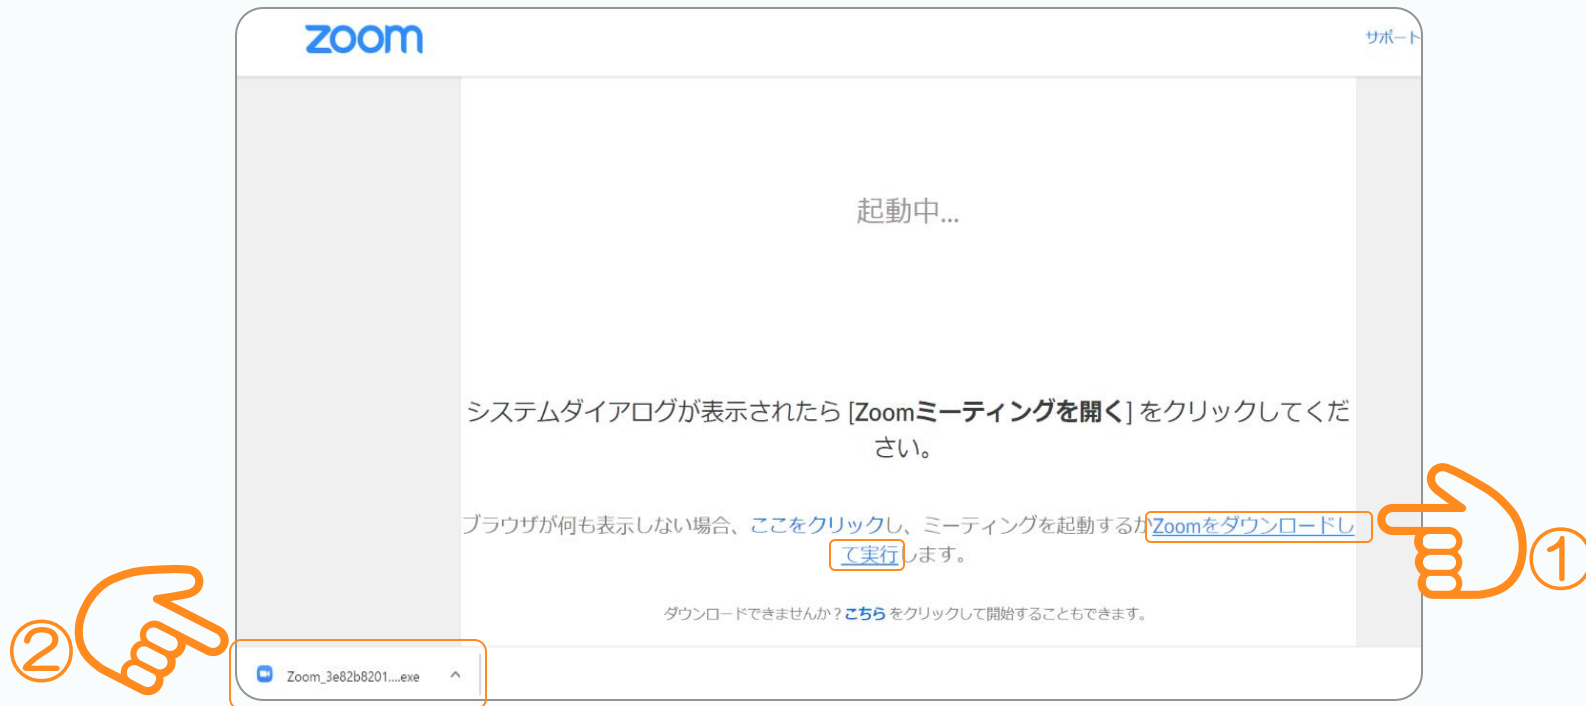 zoom
サポート
起動中...
システムダイアログが表示されたら [Zoomミーティングを開く] をクリックしてくだ
さい。
ブラウザが何も表示しない場合、ここをクリックし、ミーティングを起動するかZoomをダウンロードし
て実行します。
①
ダウンロードできませんか？こちら をクリックして開始することもできます。
②
Zoom_3e82b8201....exe